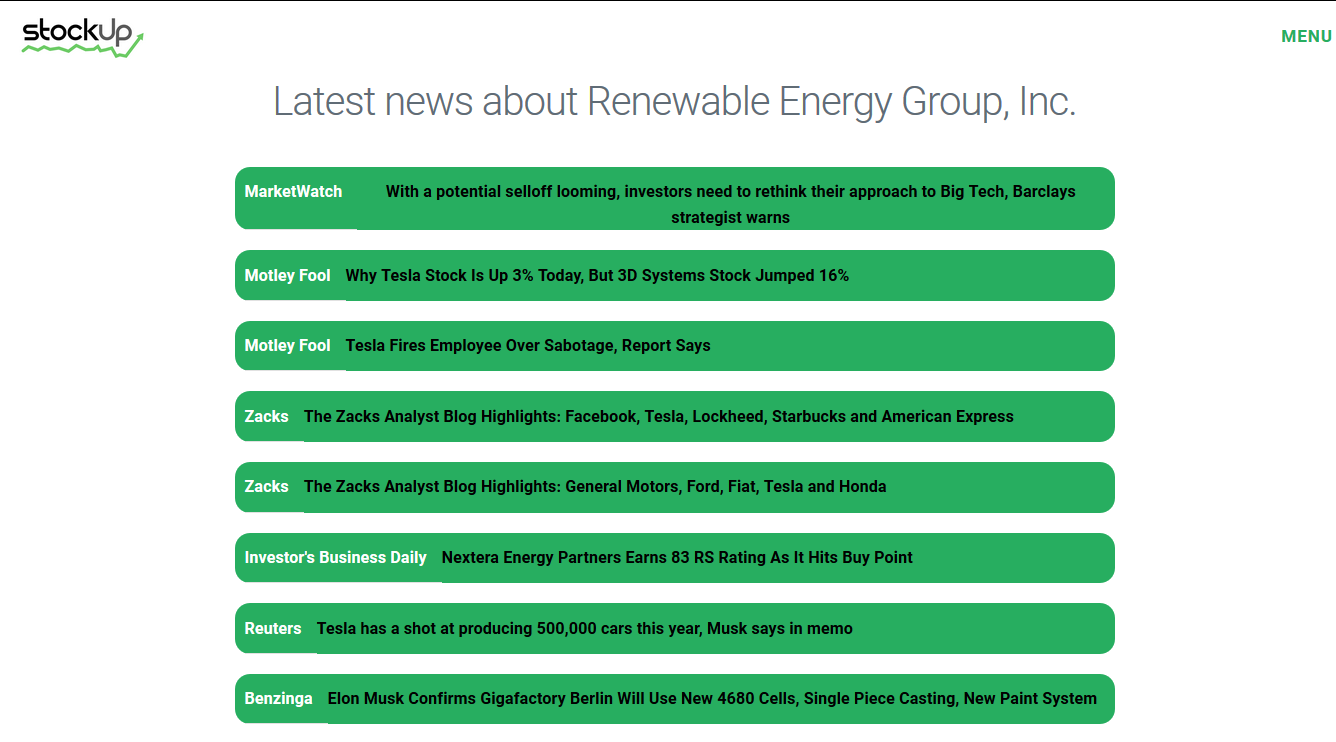 stockUp
MENU
Latest news about Renewable Energy Group, Inc.
MarketWatch With a potential selloff looming, investors need to rethink their approach to Big Tech, Barclays
strategist warns
Motley Fool Why Tesla Stock Is Up 3% Today, But 3D Systems Stock Jumped 16%
Motley Fool Tesla Fires Employee Over Sabotage, Report Says
Zacks The Zacks Analyst Blog Highlights: Facebook, Tesla, Lockheed, Starbucks and American Express
Zacks The Zacks Analyst Blog Highlights: General Motors, Ford, Fiat, Tesla and Honda
Investor's Business Daily Nextera Energy Partners Earns 83 RS Rating As It Hits Buy Point
Reuters Tesla has a shot at producing 500,000 cars this year, Musk says in memo
Benzinga Elon Musk Confirms Gigafactory Berlin Will Use New 4680 Cells, Single Piece Casting, New Paint System